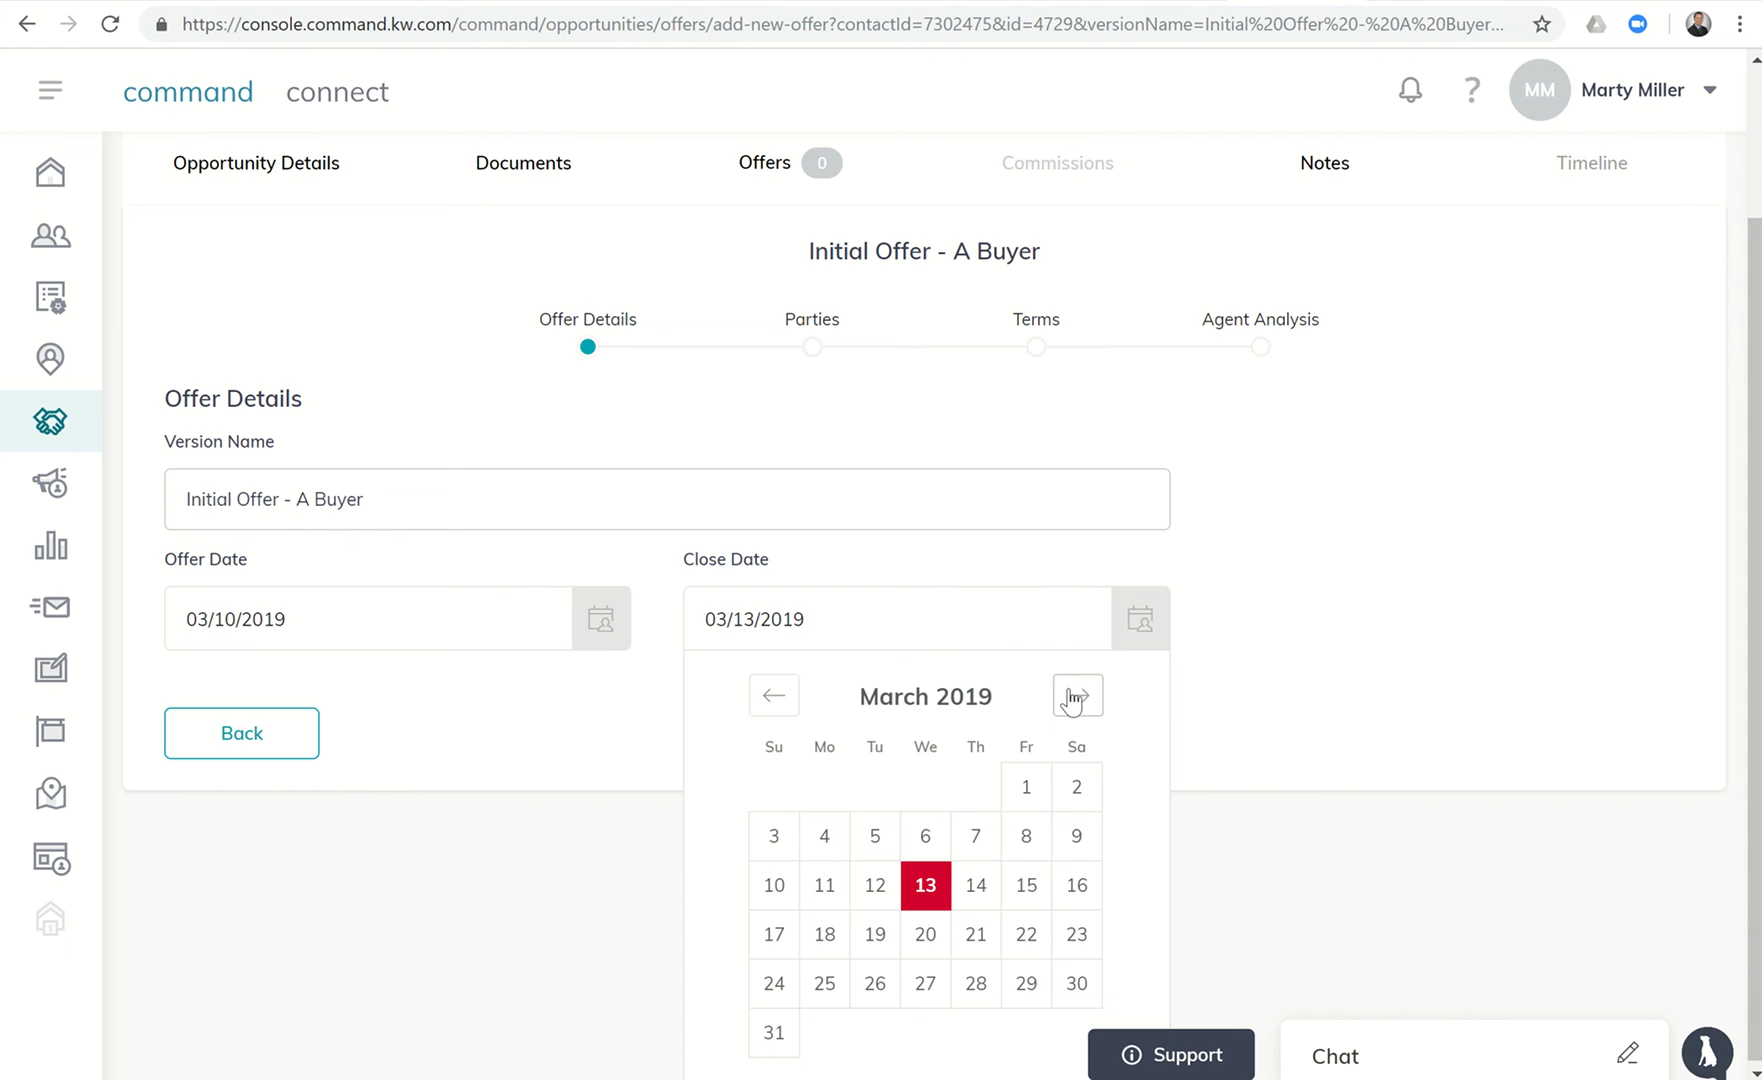 https://console.command.kw.com/command/opportunities/offers/add-new-offer?contactId=7302475&id=4729&versionName=Initial%20Offer%20-%20A%20Buyer...
command connect
? MM Marty Miller
Opportunity Details Documents Offers 0 Commissions Notes Timeline
Initial Offer - A Buyer
Offer Details Parties Terms Agent Analysis
Offer Details
Version Name
Initial Offer - A Buyer
Offer Date Close Date
03/10/2019 03/13/2019
March 2019
Back
Su Mo Tu We Th Fr Sa
1 2
3 4 5 6 7 8 9
10 11 12 13 14 15 16
17 18 19 20 21 22 23
24 25 26 27 28 29 30
31
Support Chat